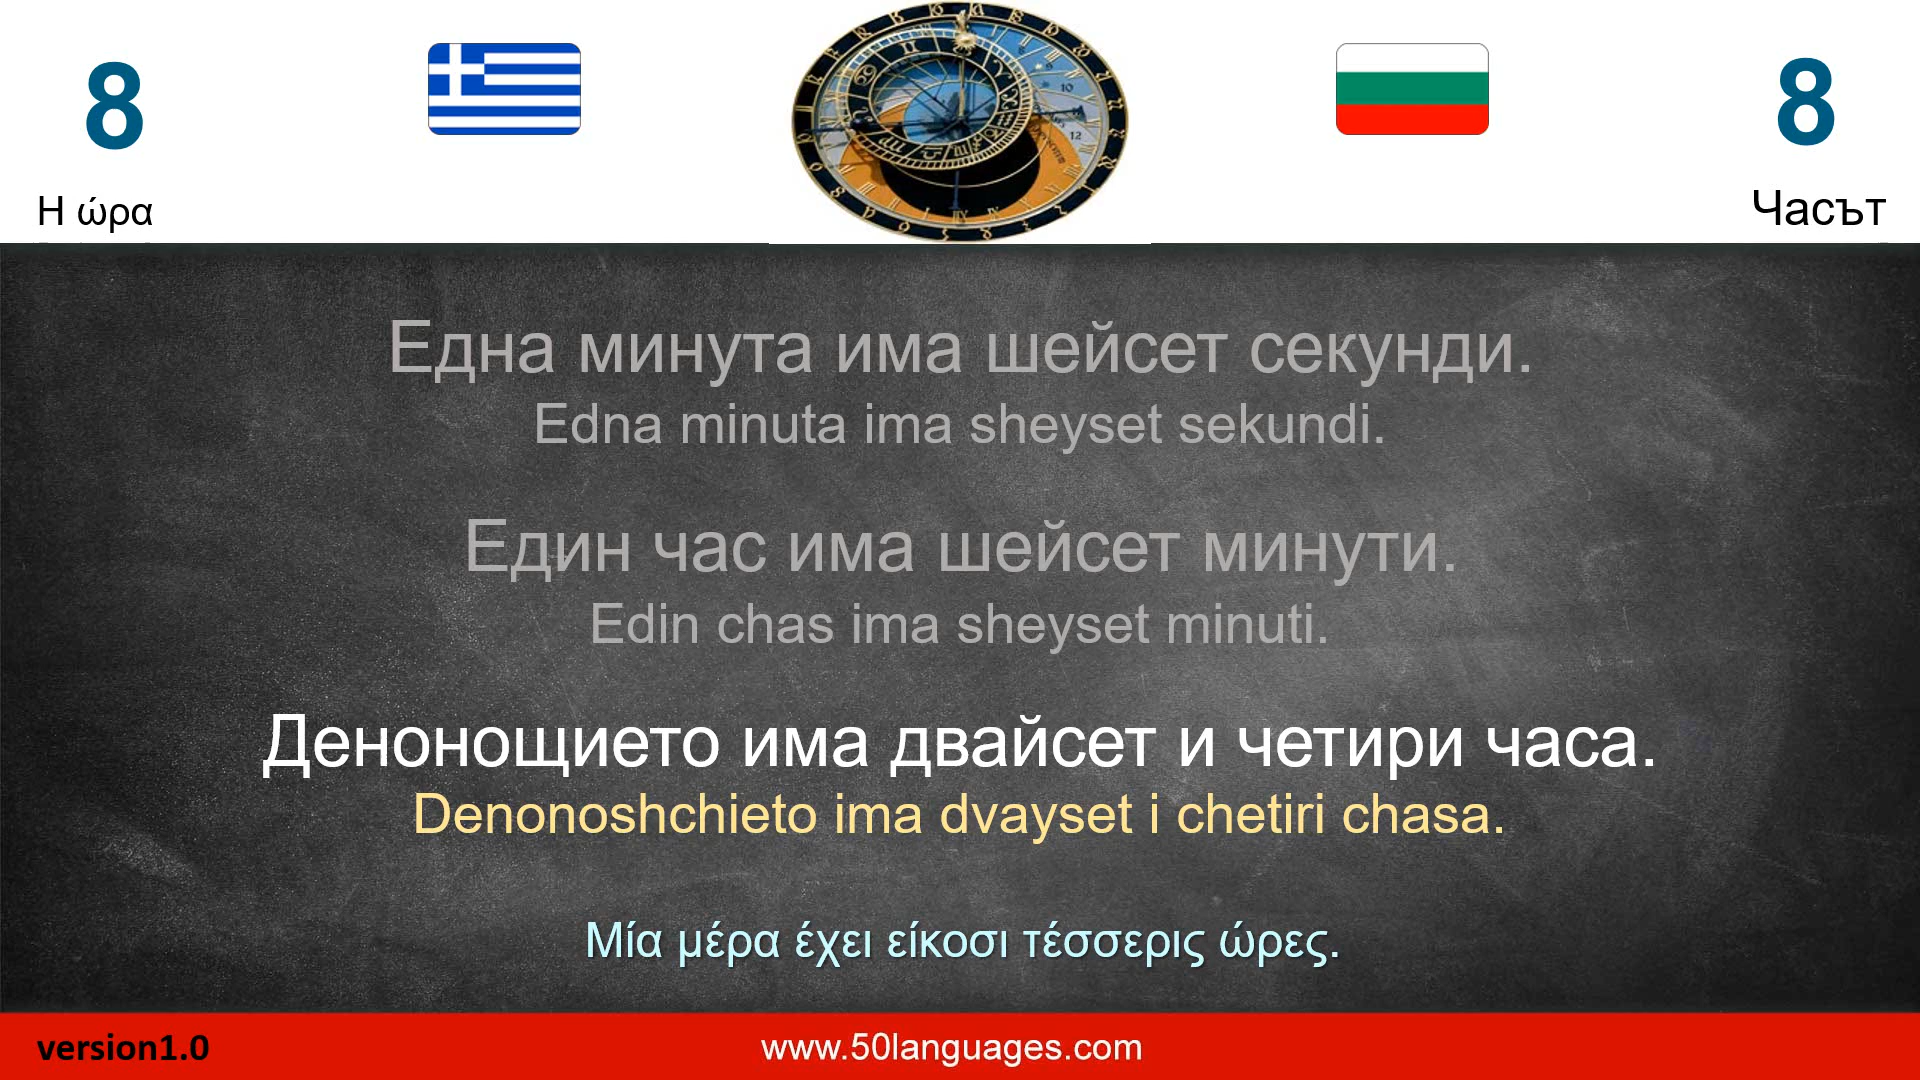 8
8
Η ώρα
Часът
Една минута има шейсет секунди.
Edna minuta ima sheyset sekundi.
Един час има шейсет минути.
Edin chas ima sheyset minuti.
Денонощието има двайсет и четири часа.
Denonoshchieto ima dvayset i chetiri chasa.
Μία μέρα έχει είκοσι τέσσερις ώρες.
version1.0
www.50languages.com